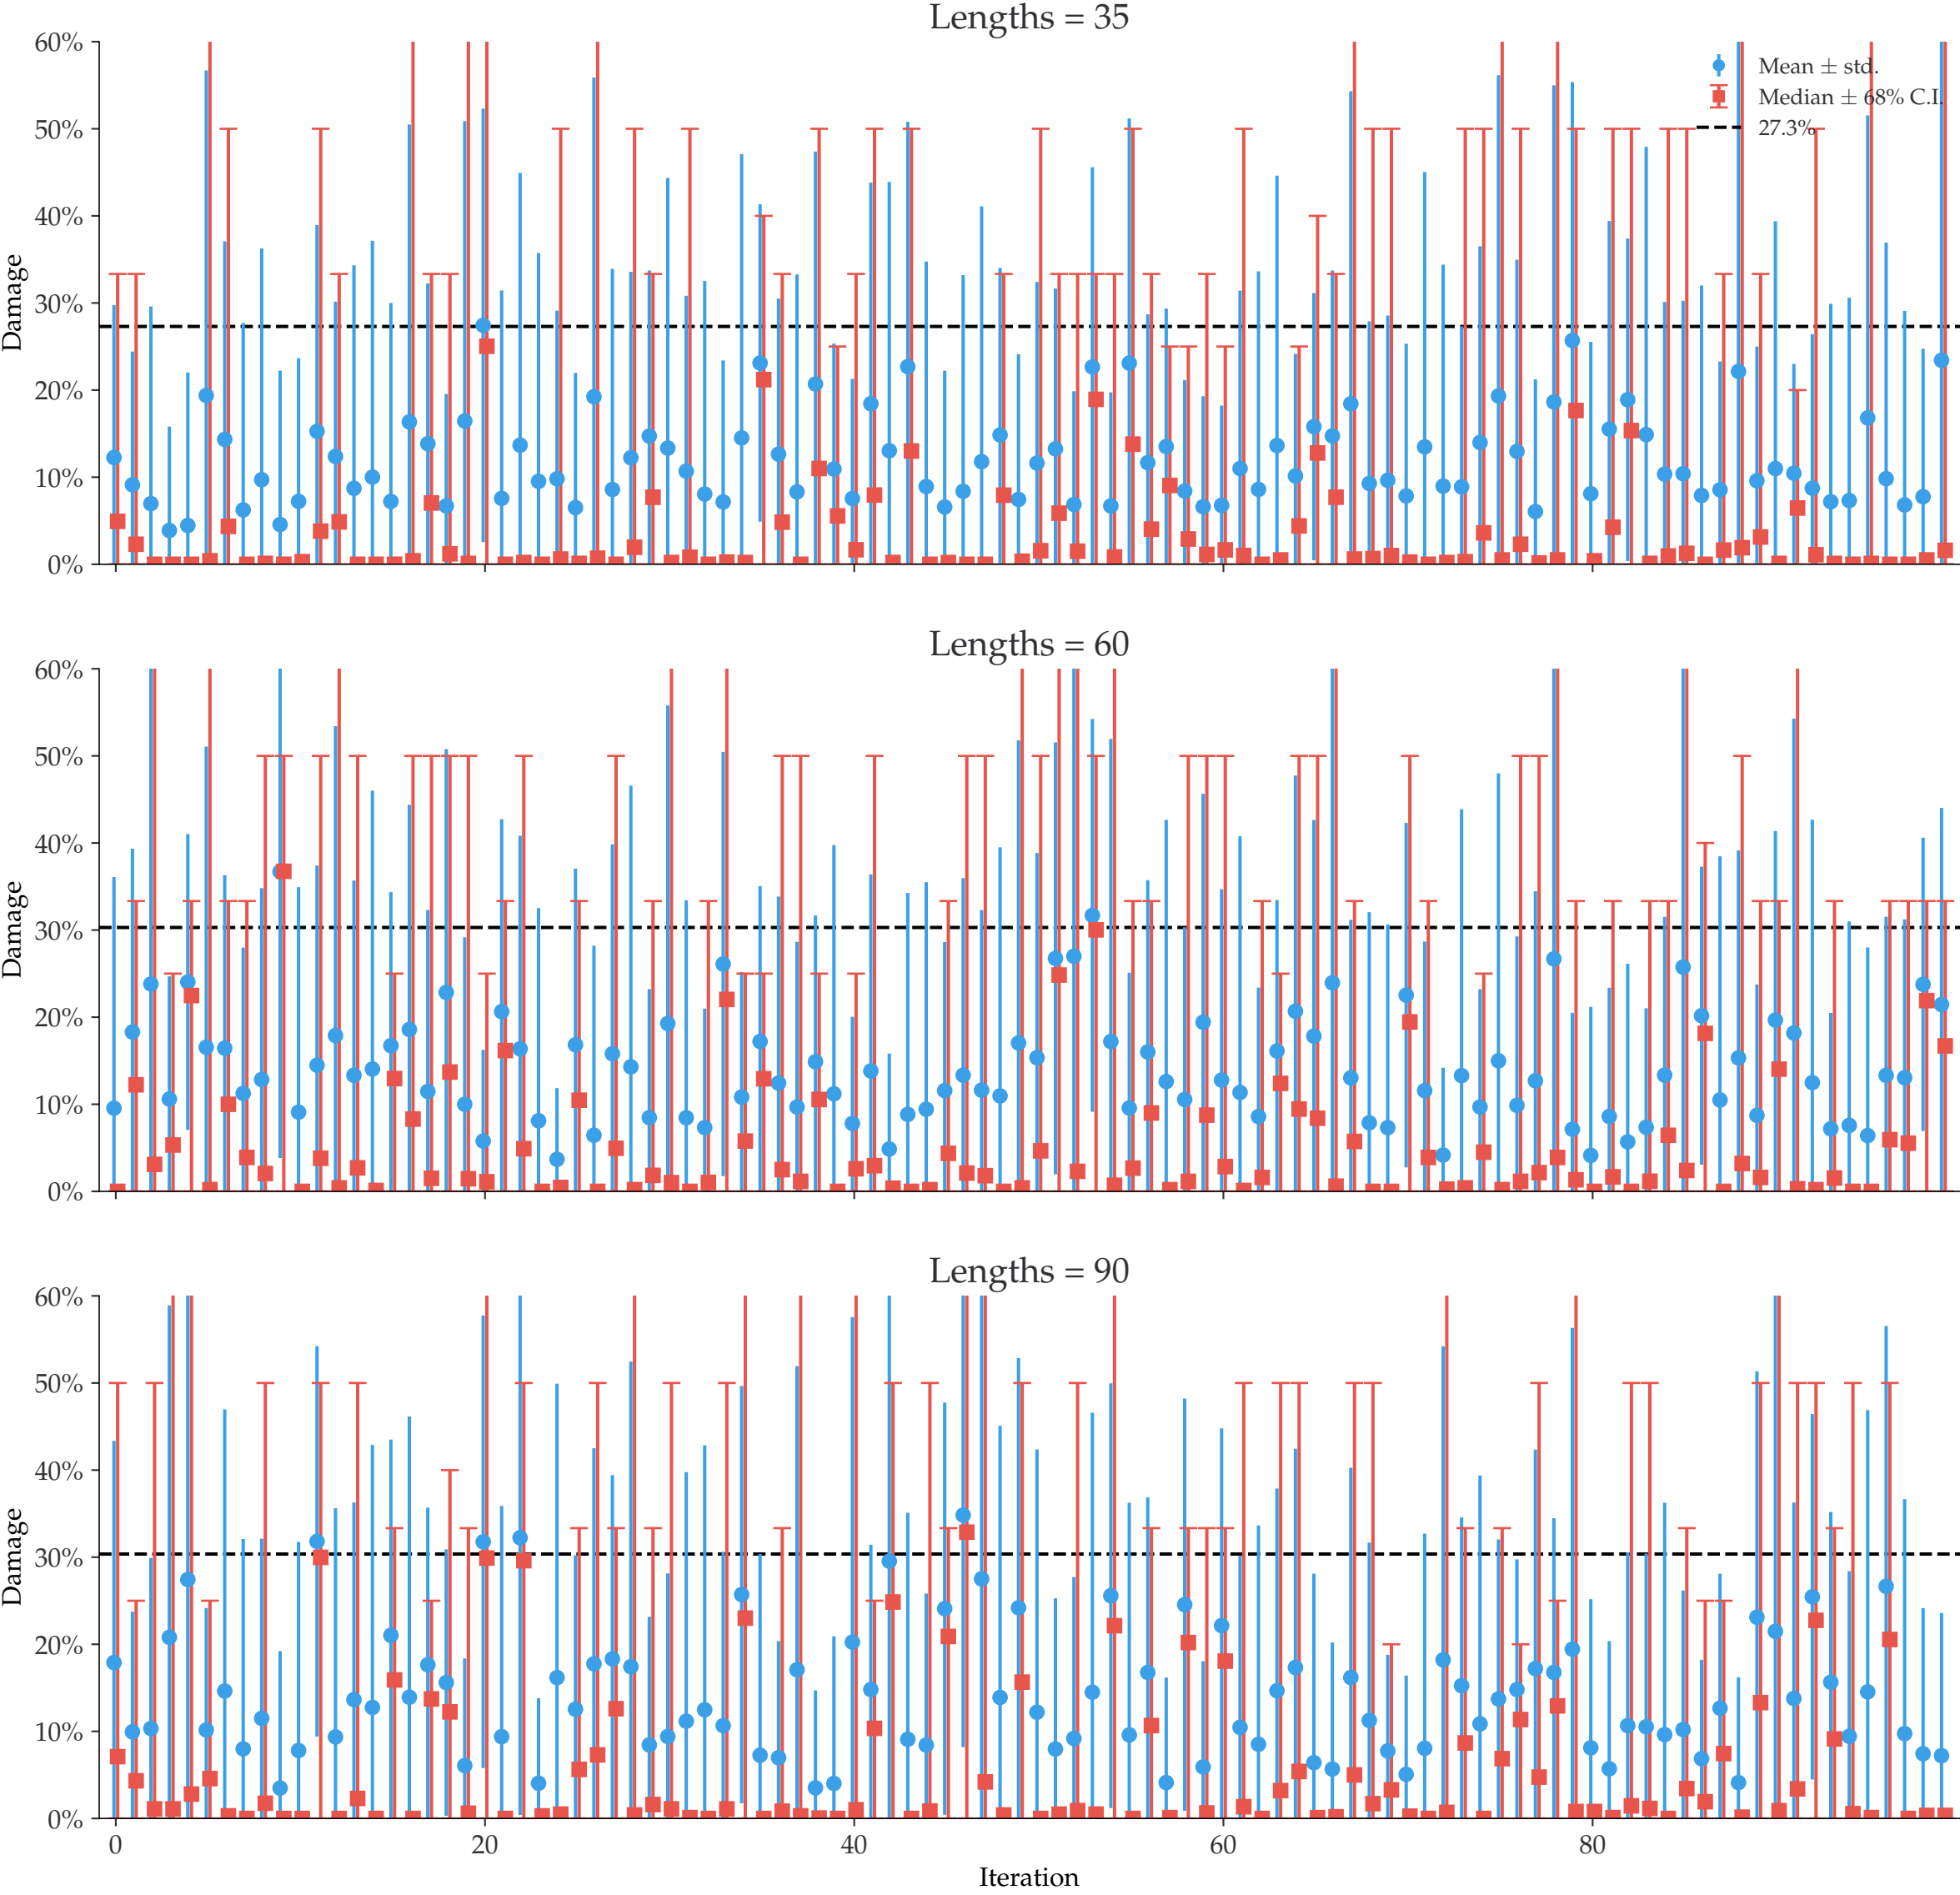 Lengths = 35
60%
50%
40%
30%
20%
10%
0%
Damage
Mean ± std.
Median ± 68% C.I.
27.3%
Lengths = 60
60%
50%
40%
30%
20%
10%
0%
Damage
Lengths = 90
60%
50%
40%
30%
20%
10%
0%
Damage
0 20 40 60 80
Iteration